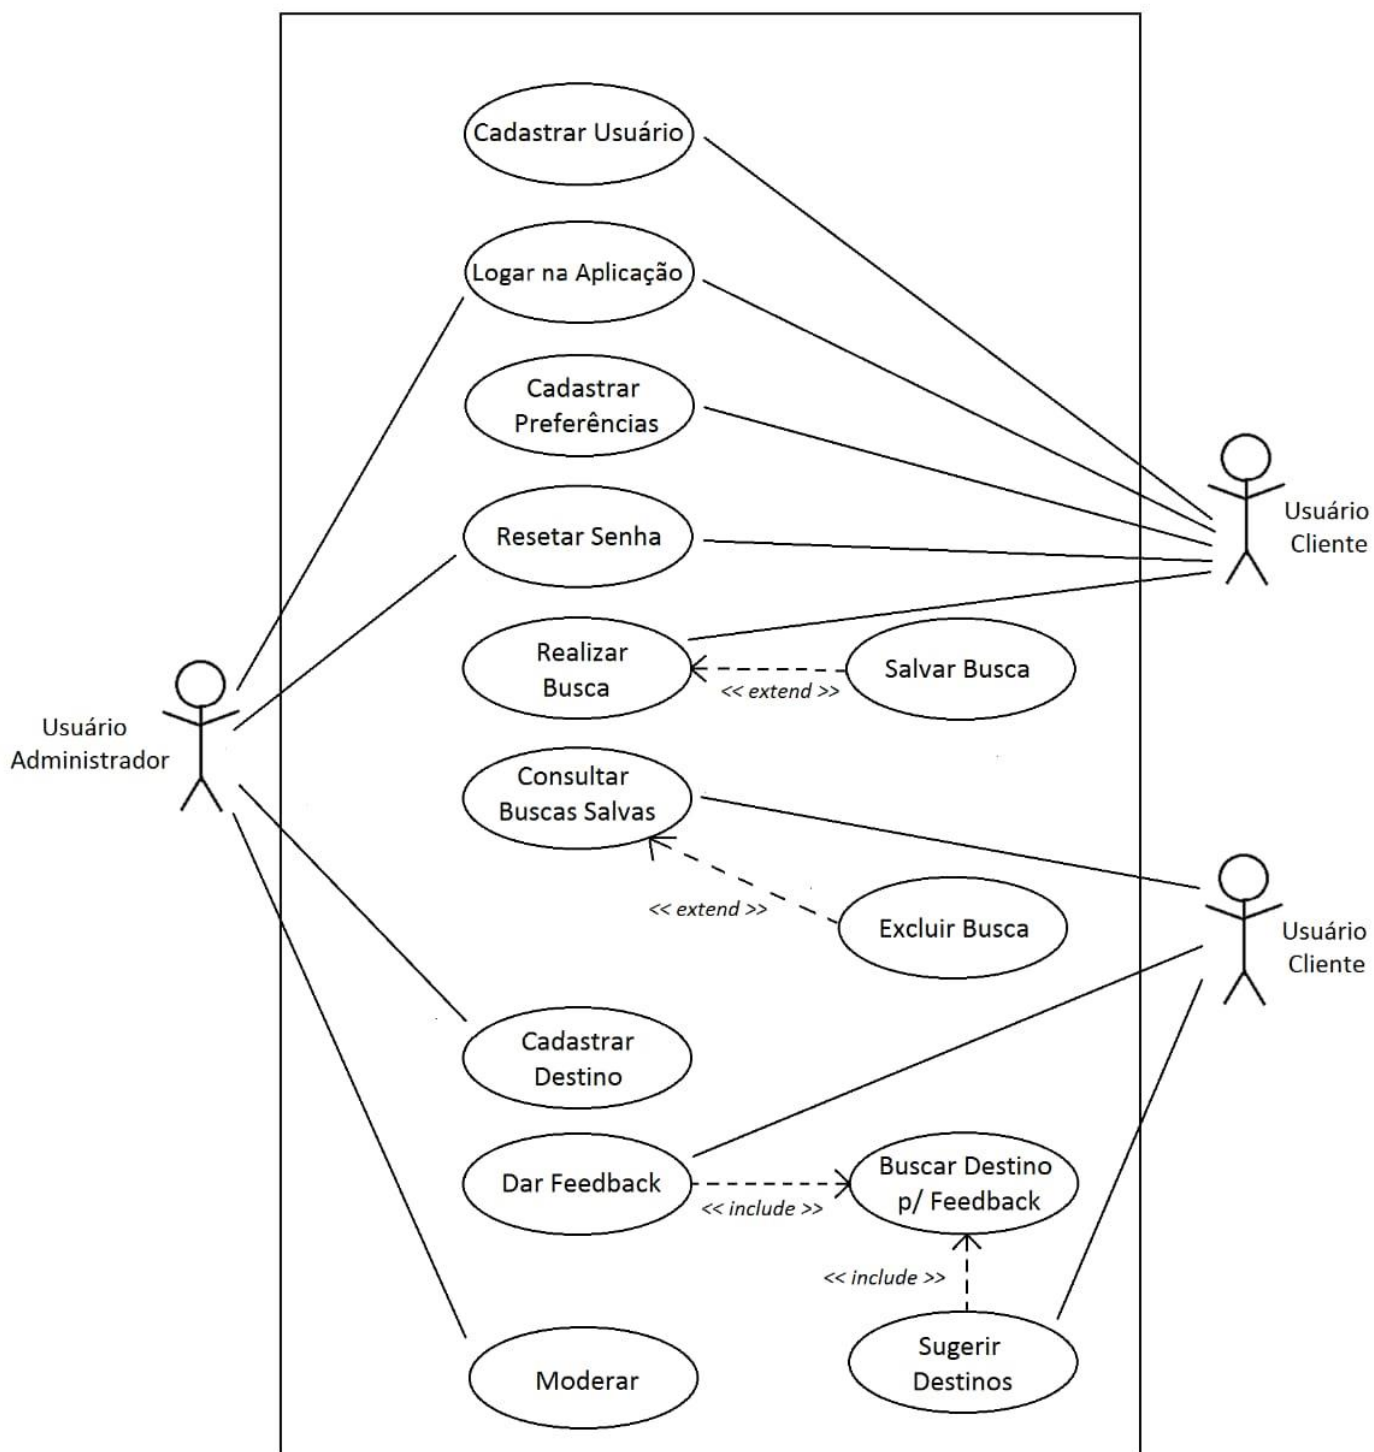 Cadastrar Usuário
Logar na Aplicação
Cadastrar
Preferências
Usuário
Cliente
Resetar Senha
Realizar
Busca
<< extend >>
Salvar Busca
Usuário
Administrador
Consultar
Buscas Salvas
<< extend >>
Excluir Busca
Usuário
Cliente
Cadastrar
Destino
Dar Feedback
<< include >>
Buscar Destino
p/ Feedback
<< include >>
Sugerir
Destinos
Moderar